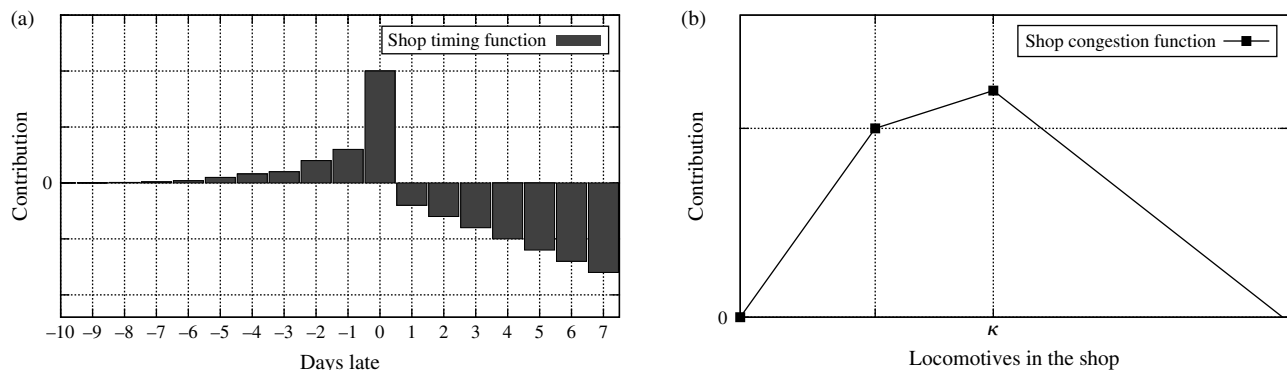 (a)
Shop timing function
Contribution
0
–10 –9 –8 –7 –6 –5 –4 –3 –2 –1 0 1 2 3 4 5 6 7
Days late
(b)
Shop congestion function
Contribution
0
κ
Locomotives in the shop